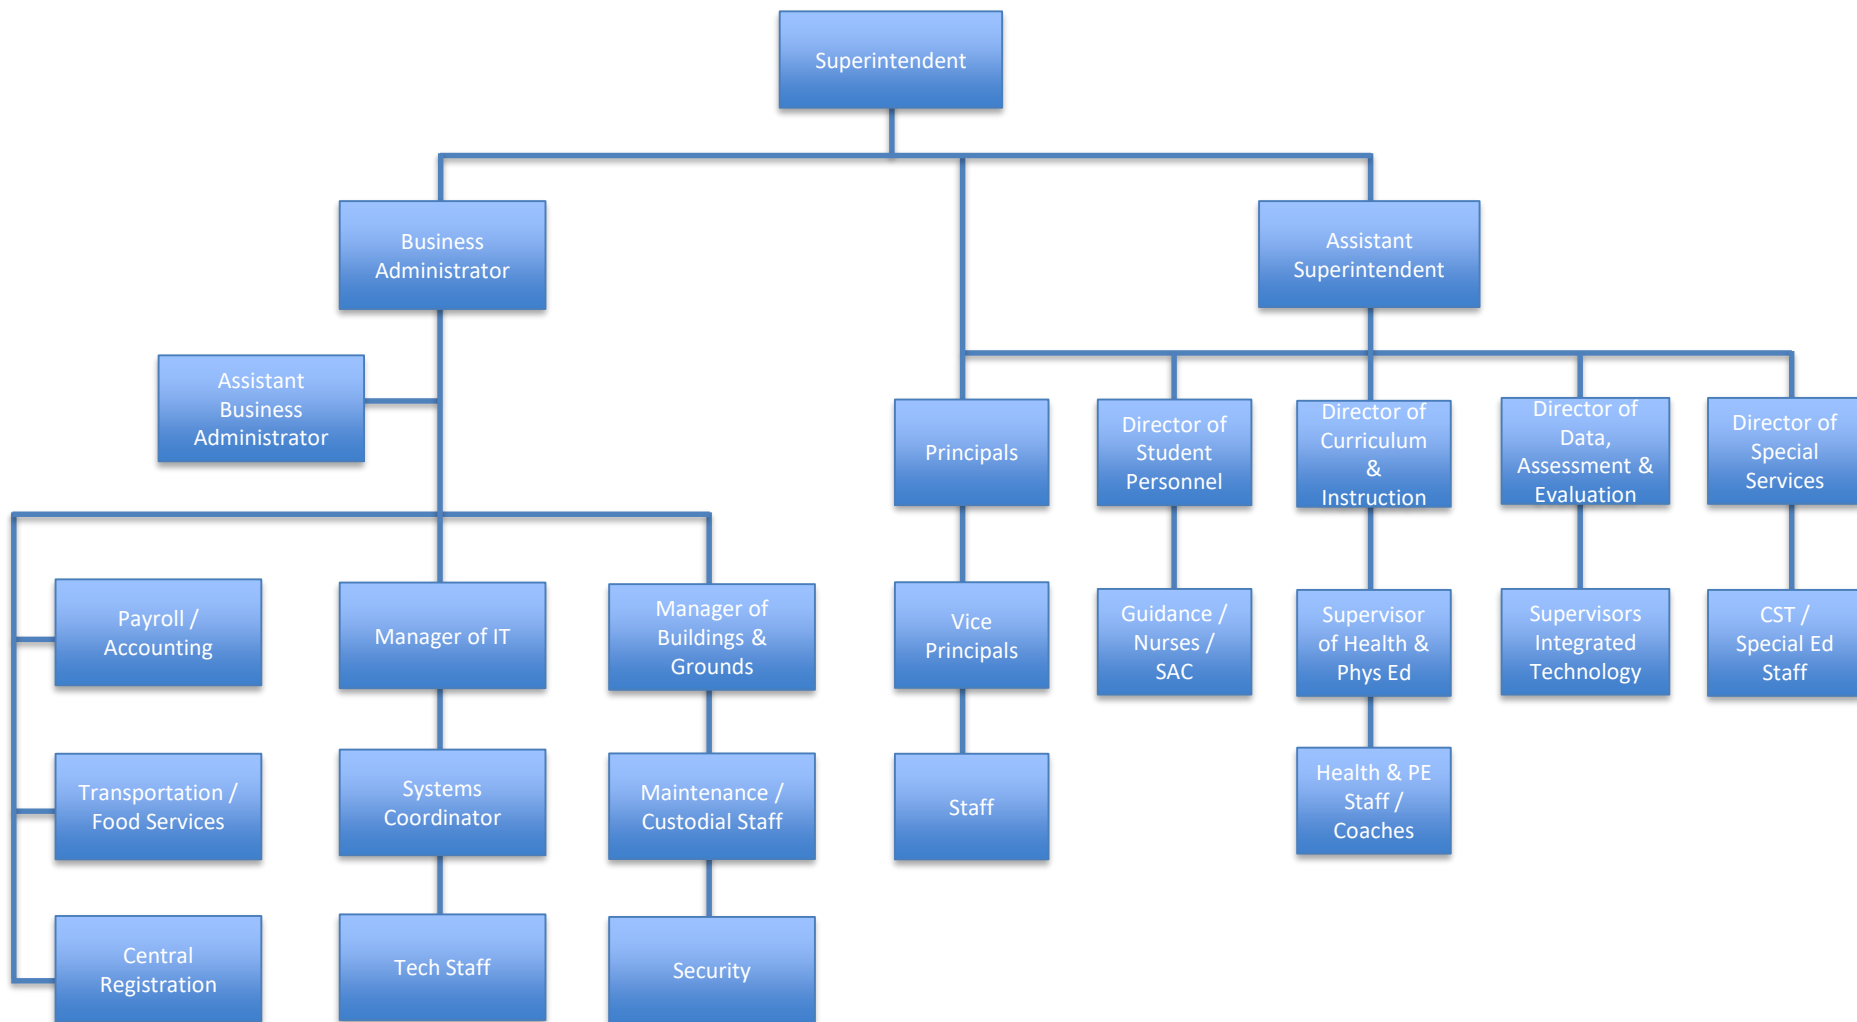 Superintendent
Business
Administrator
Assistant
Superintendent
Assistant
Business
Administrator
Principals
Director of
Student
Personnel
Director of
Curriculum
&
Instruction
Director of
Data,
Assessment &
Evaluation
Director of
Special
Services
Payroll /
Accounting
Manager of IT
Manager of
Buildings &
Grounds
Vice
Principals
Guidance /
Nurses /
SAC
Supervisor
of Health &
Phys Ed
Supervisors
Integrated
Technology
CST /
Special Ed
Staff
Transportation /
Food Services
Systems
Coordinator
Maintenance /
Custodial Staff
Staff
Health & PE
Staff /
Coaches
Central
Registration
Tech Staff
Security